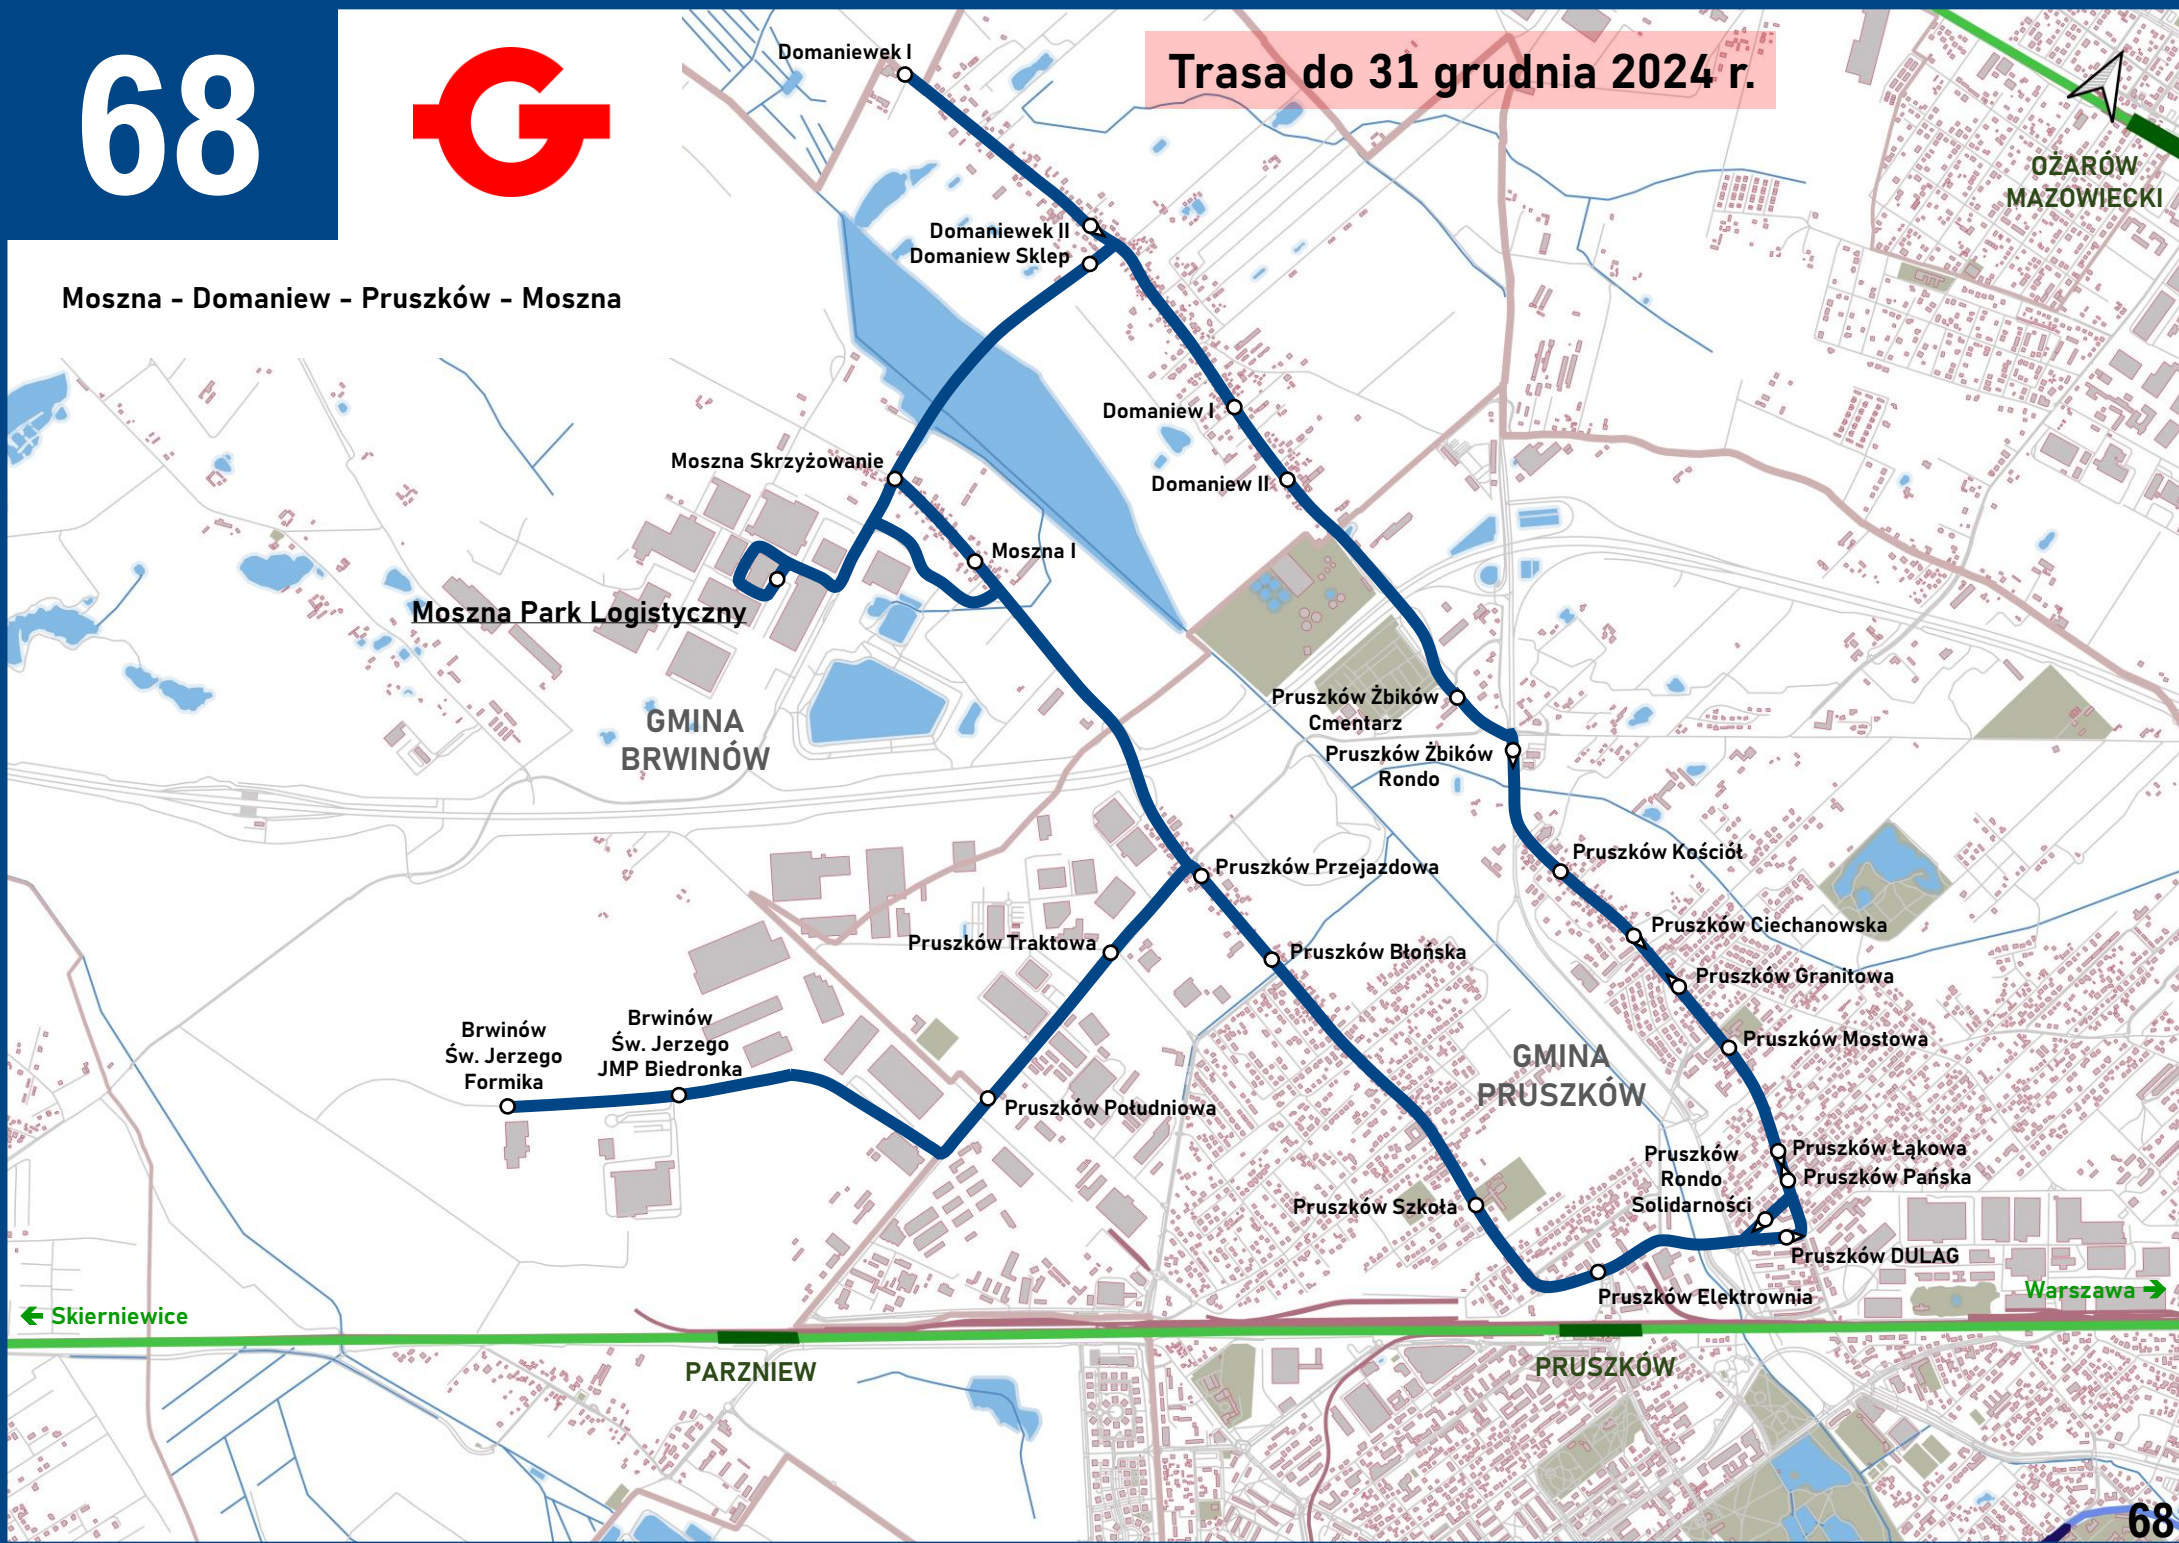 68
Trasa do 31 grudnia 2024 r.
Moszna - Domaniew - Pruszków - Moszna
Domaniewek I
OŻARÓW
MAZOWIECKI
Domaniewek II
Domaniew Sklep
Domaniew I
Moszna Skrzyżowanie
Domaniew II
Moszna I
Moszna Park Logistyczny
GMINA
BRWINÓW
Pruszków Żbików
Cmentarz
Pruszków Żbików
Rondo
Pruszków Kościół
Pruszków Przejazdowa
Pruszków Ciechanowska
Pruszków Traktowa
Pruszków Błońska
Pruszków Granitowa
Brwinów
Św. Jerzego
Formika
Brwinów
Św. Jerzego
JMP Biedronka
Pruszków Mostowa
GMINA
PRUSZKÓW
Pruszków Południowa
Pruszków Łąkowa
Pruszków
Rondo
Solidarności
Pruszków Pańska
Pruszków Szkoła
Pruszków DULAG
Pruszków Elektrownia
← Skierniewice
Warszawa →
PARZNIEW
PRUSZKÓW
68